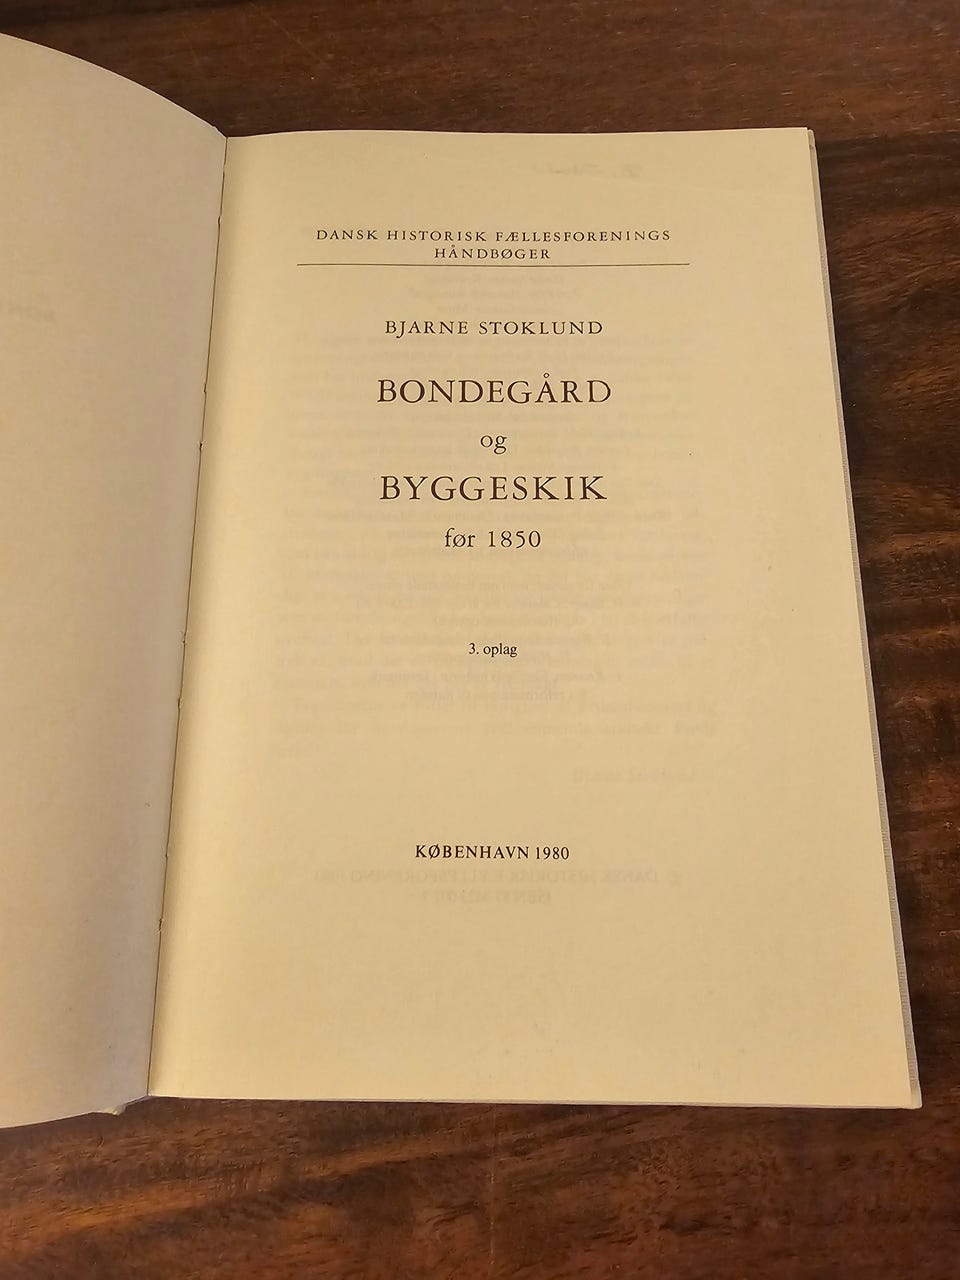 DANSK HISTORISK FÆLLESFORENINGS
HÅNDBØGER
BJARNE STOKLUND
BONDEGÅRD
og
BYGGESKIK
før 1850
3. oplag
KØBENHAVN 1980